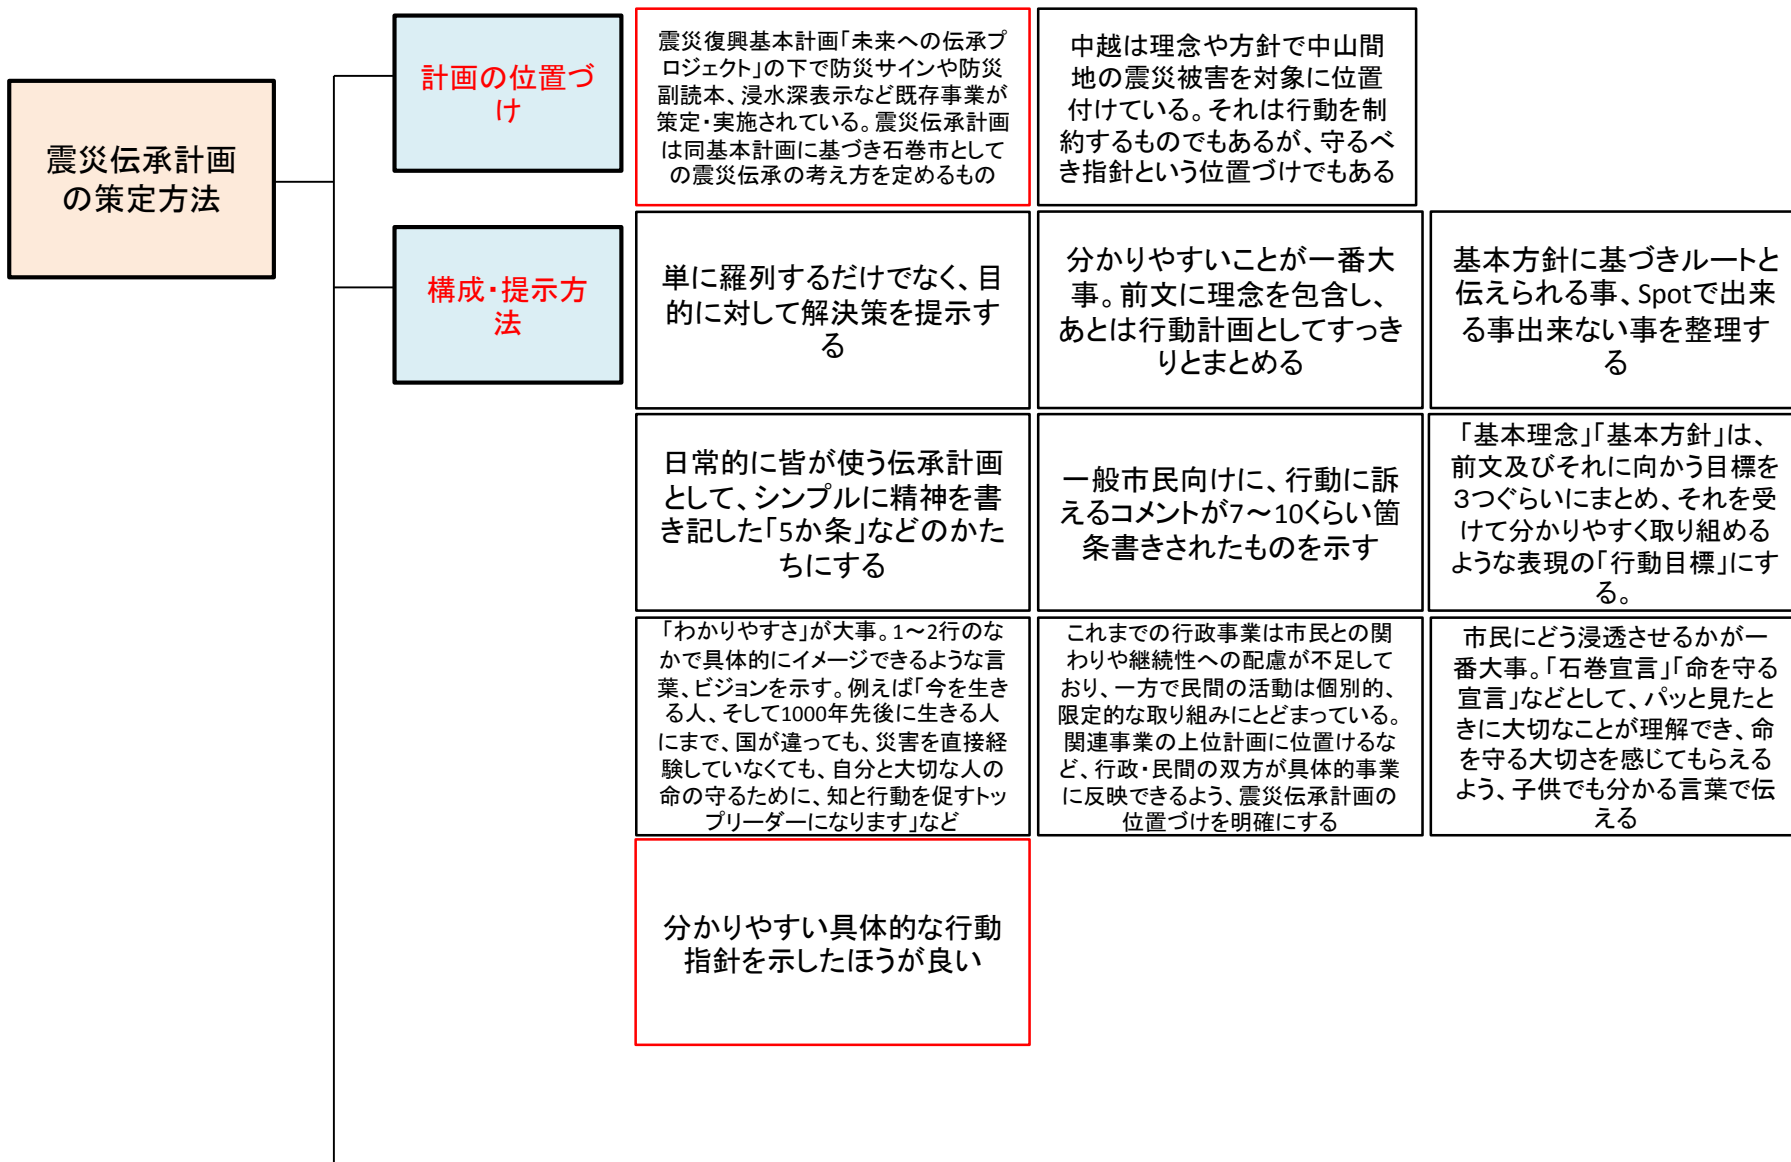 震災伝承計画
の策定方法
計画の位置づ
け
震災復興基本計画「未来への伝承プ
ロジェクト」の下で防災サインや防災
副読本、浸水深表示など既存事業が
策定・実施されている。震災伝承計画
は同基本計画に基づき石巻市として
の震災伝承の考え方を定めるもの
中越は理念や方針で中山間
地の震災被害を対象に位置
付けている。それは行動を制
約するものでもあるが、守るべ
き指針という位置づけでもある
構成・提示方
法
単に羅列するだけでなく、目
的に対して解決策を提示す
る
分かりやすいことが一番大
事。前文に理念を包含し、
あとは行動計画としてすっき
りとまとめる
基本方針に基づきルートと
伝えられる事、Spotで出来
る事出来ない事を整理す
る
日常的に皆が使う伝承計画
として、シンプルに精神を書
き記した「5か条」などのかた
ちにする
一般市民向けに、行動に訴
えるコメントが7～10くらい箇
条書きされたものを示す
「基本理念」「基本方針」は、
前文及びそれに向かう目標を
３つぐらいにまとめ、それを受
けて分かりやすく取り組める
ような表現の「行動目標」にす
る。
「わかりやすさ」が大事。1～2行のな
かで具体的にイメージできるような言
葉、ビジョンを示す。例えば「今を生き
る人、そして1000年先後に生きる人
にまで、国が違っても、災害を直接経
験していなくても、自分と大切な人の
命の守るために、知と行動を促すトッ
プリーダーになります」など
これまでの行政事業は市民との関
わりや継続性への配慮が不足して
おり、一方で民間の活動は個別的、
限定的な取り組みにとどまっている。
関連事業の上位計画に位置けるな
ど、行政・民間の双方が具体的事業
に反映できるよう、震災伝承計画の
位置づけを明確にする
市民にどう浸透させるかが一
番大事。「石巻宣言」「命を守る
宣言」などとして、パッと見たと
きに大切なことが理解でき、命
を守る大切さを感じてもらえる
よう、子供でも分かる言葉で伝
える
分かりやすい具体的な行動
指針を示したほうが良い